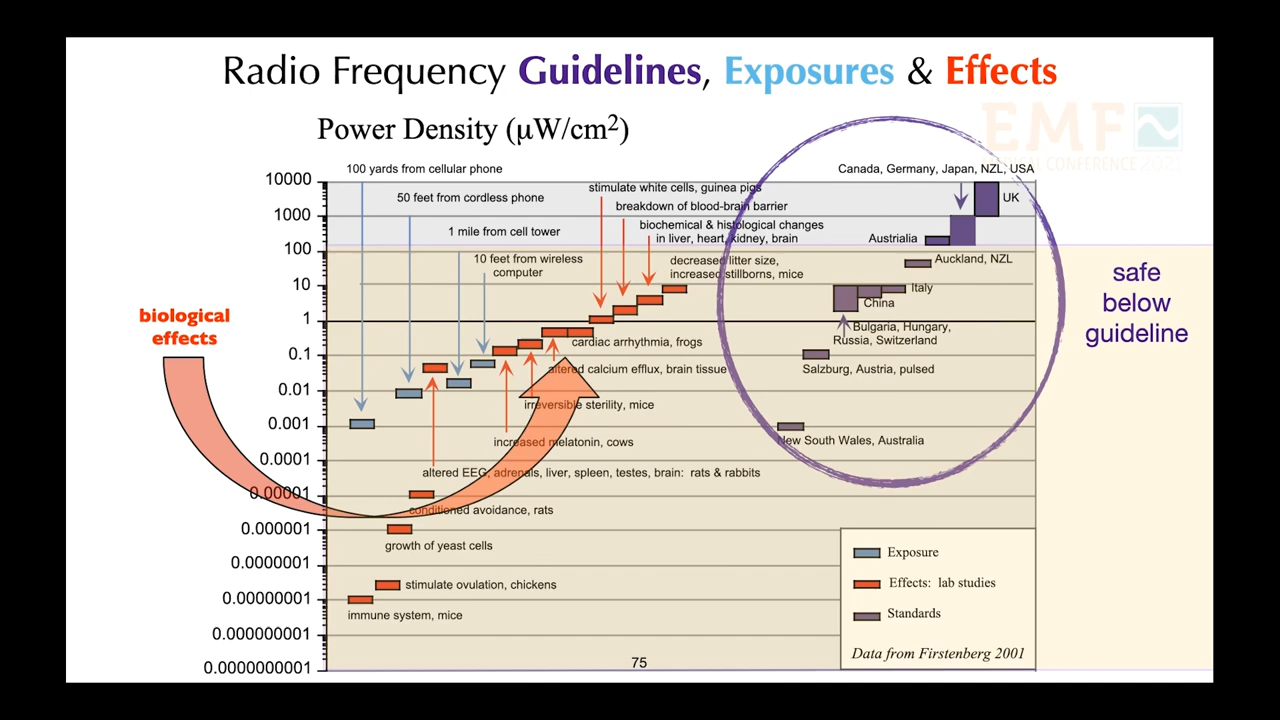 Radio Frequency Guidelines, Exposures & Effects
EMF
MEDICAL CONFERENCE 2021
Power Density (µW/cm2)
100 yards from cellular phone
50 feet from cordless phone
1 mile from cell tower
10 feet from wireless
computer
stimulate white cells, guinea pigs
breakdown of blood-brain barrier
biochemical & histological changes
in liver, heart, kidney, brain
decreased litter size,
increased stillborns, mice
Canada, Germany, Japan, NZL, USA
UK
Austrialia
Auckland, NZL
Italy
China
Bulgaria, Hungary,
Russia, Switzerland
Salzburg, Austria, pulsed
New South Wales, Australia
10000
1000
100
10
1
0.1
0.01
0.001
0.0001
0.00001
0.000001
0.0000001
0.00000001
0.000000001
0.0000000001
biological
effects
safe
below
guideline
cardiac arrhythmia, frogs
altered calcium efflux, brain tissue
irreversible sterility, mice
increased melatonin, cows
altered EEG, adrenals, liver, spleen, testes, brain: rats & rabbits
conditioned avoidance, rats
growth of yeast cells
stimulate ovulation, chickens
immune system, mice
Exposure
Effects: lab studies
Standards
Data from Firstenberg 2001
75